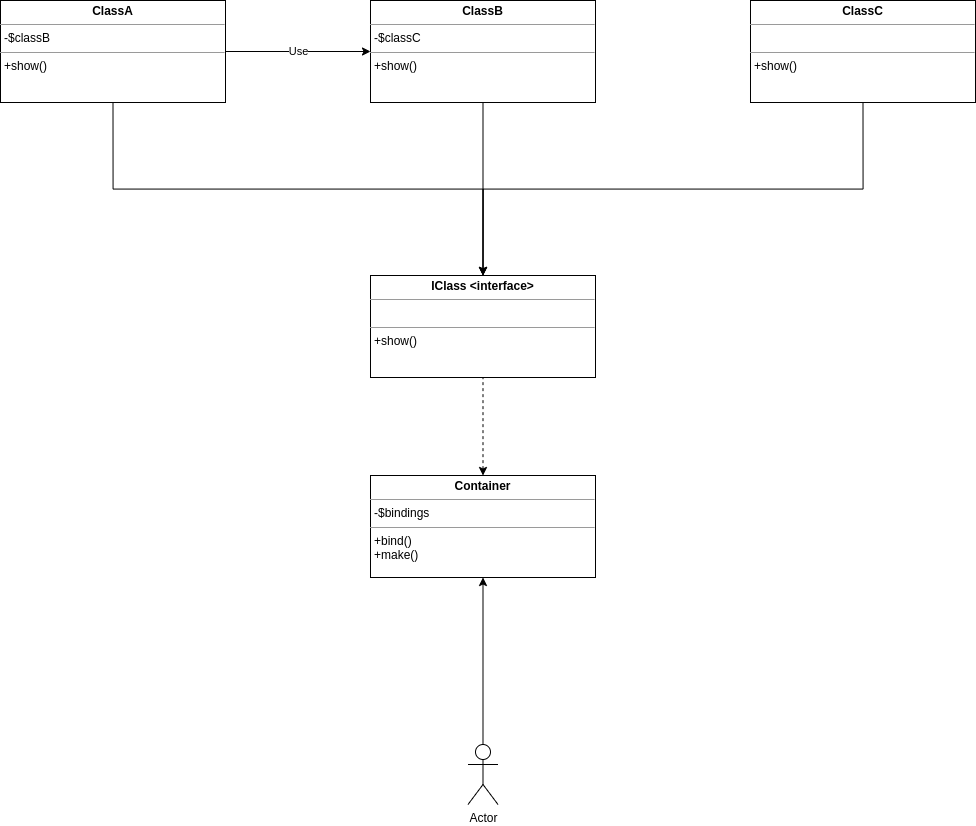 ClassA
-$classB
+show()
Use
ClassB
-$classC
+show()
ClassC
+show()
IClass <interface>
+show()
Container
-$bindings
+bind()
+make()
Actor